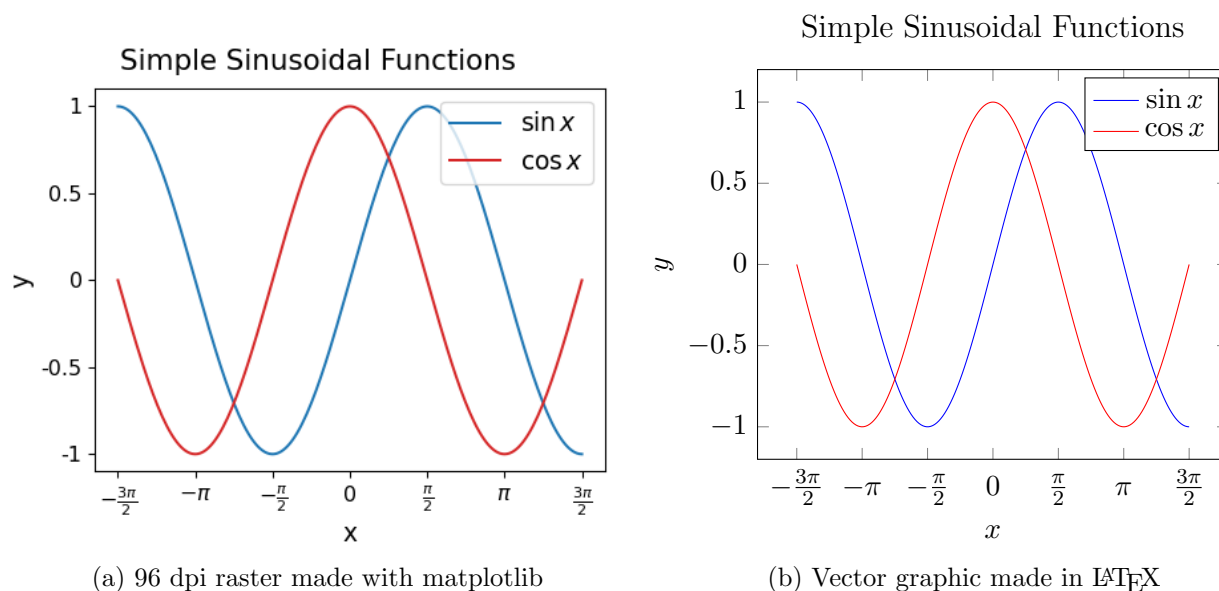 Simple Sinusoidal Functions
1
0.5
0
-0.5
-1
y
sin x
cos x
−3π/2 −π −π/2 0 π/2 π 3π/2
x
(a) 96 dpi raster made with matplotlib
Simple Sinusoidal Functions
1
0.5
0
−0.5
−1
y
sin x
cos x
−3π/2 −π −π/2 0 π/2 π 3π/2
x
(b) Vector graphic made in LATEX